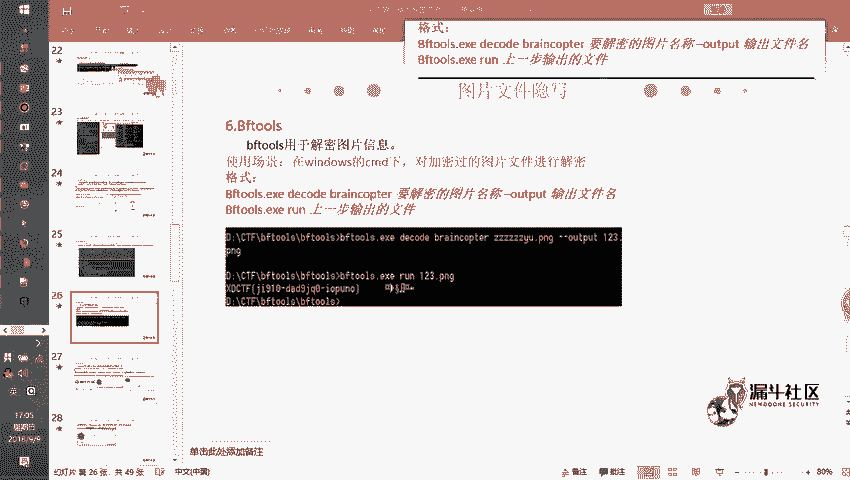 格式：
Bftools.exe decode braincopter 要解密的图片名称 –output 输出文件名
Bftools.exe run 上一步输出的文件
图片文件隐写
22
23
24
25
26
27
28
6.Bftools
bftools用于解密图片信息。
使用场景：在windows的cmd下，对加密过的图片文件进行解密
格式：
Bftools.exe decode braincopter 要解密的图片名称 –output 输出文件名
Bftools.exe run 上一步输出的文件
D:\CTF\bftools\bftools>bftools.exe decode braincopter zzzzzzyu.png --output 123.
png
D:\CTF\bftools\bftools>bftools.exe run 123.png
XDCTF{ji910-dad9jq0-iopuno}
D:\CTF\bftools\bftools>
漏斗社区
英
17:05
星期日
2018/9/9
单击此处添加备注
幻灯片 第 26 张，共 49 张
中文(中国)
备注
批注
80%